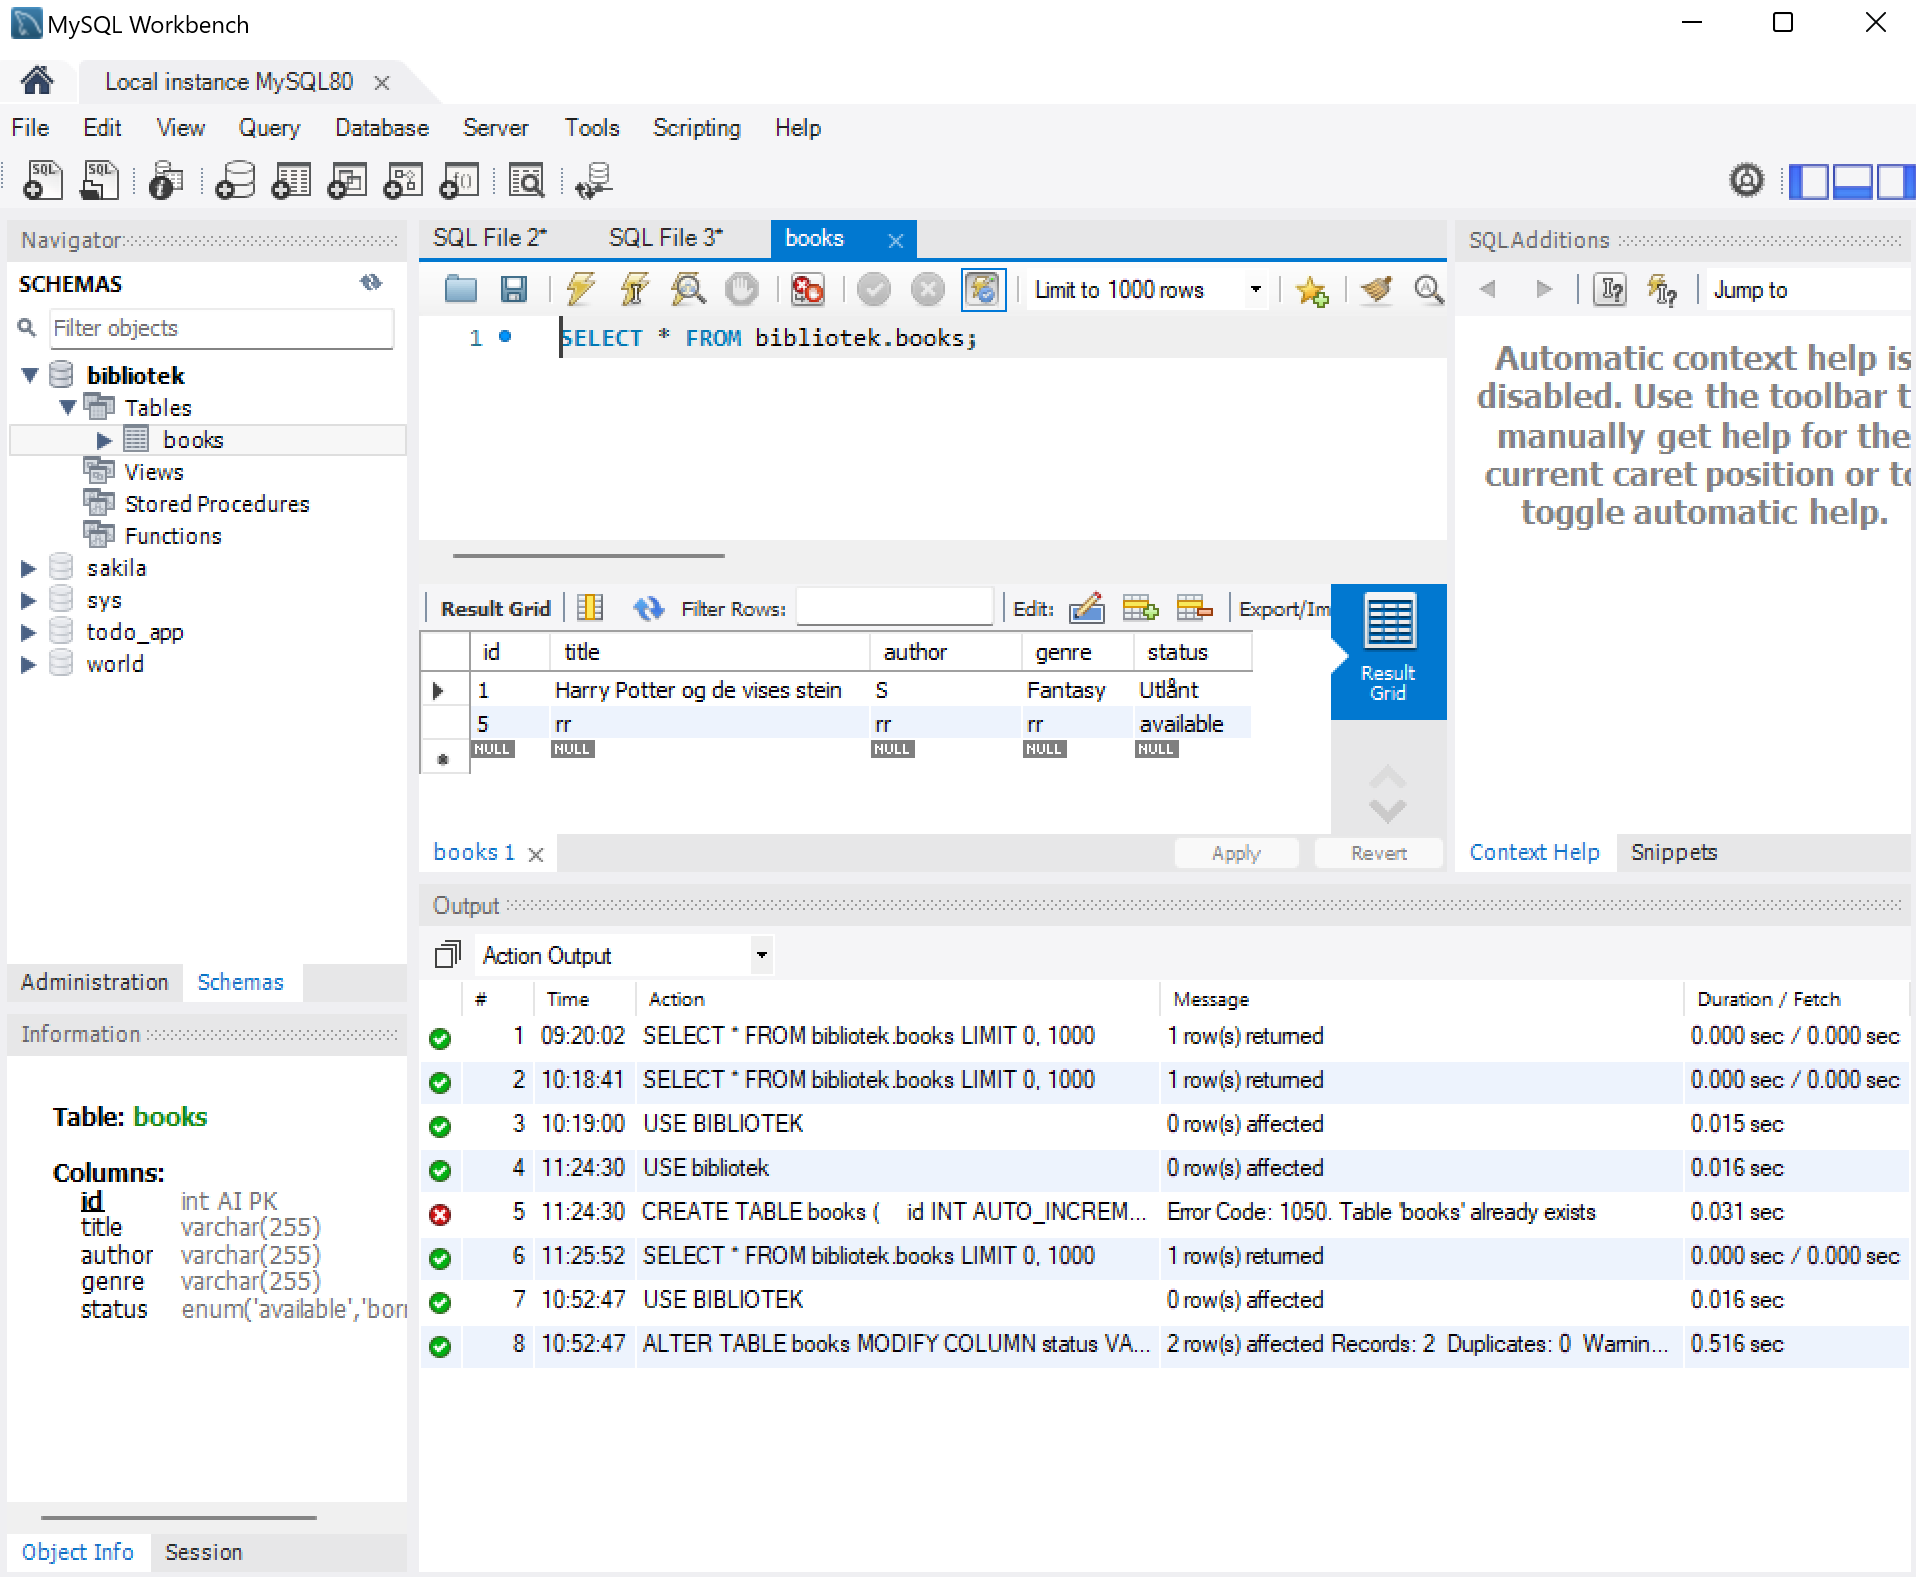 MySQL Workbench
Local instance MySQL80
File Edit View Query Database Server Tools Scripting Help
Navigator
SCHEMAS
Filter objects
bibliotek
Tables
books
Views
Stored Procedures
Functions
sakila
sys
todo_app
world
Administration Schemas
Information
Table: books
Columns:
id int AI PK
title varchar(255)
author varchar(255)
genre varchar(255)
status enum('available','borr
Object Info Session
SQL File 2* SQL File 3* books
Limit to 1000 rows
1 SELECT * FROM bibliotek.books;
Result Grid Filter Rows: Edit: Export/Im
id title author genre status
1 Harry Potter og de vises stein S Fantasy Utlånt
5 rr rr rr available
NULL NULL NULL NULL NULL
Result
Grid
books 1
Apply Revert
SQLAdditions
Jump to
Automatic context help is
disabled. Use the toolbar t
manually get help for the
current caret position or to
toggle automatic help.
Context Help Snippets
Output
Action Output
# Time Action Message Duration / Fetch
1 09:20:02 SELECT * FROM bibliotek.books LIMIT 0, 1000 1 row(s) returned 0.000 sec / 0.000 sec
2 10:18:41 SELECT * FROM bibliotek.books LIMIT 0, 1000 1 row(s) returned 0.000 sec / 0.000 sec
3 10:19:00 USE BIBLIOTEK 0 row(s) affected 0.015 sec
4 11:24:30 USE bibliotek 0 row(s) affected 0.016 sec
5 11:24:30 CREATE TABLE books ( id INT AUTO_INCREM... Error Code: 1050. Table 'books' already exists 0.031 sec
6 11:25:52 SELECT * FROM bibliotek.books LIMIT 0, 1000 1 row(s) returned 0.000 sec / 0.000 sec
7 10:52:47 USE BIBLIOTEK 0 row(s) affected 0.016 sec
8 10:52:47 ALTER TABLE books MODIFY COLUMN status VA... 2 row(s) affected Records: 2 Duplicates: 0 Warnin... 0.516 sec